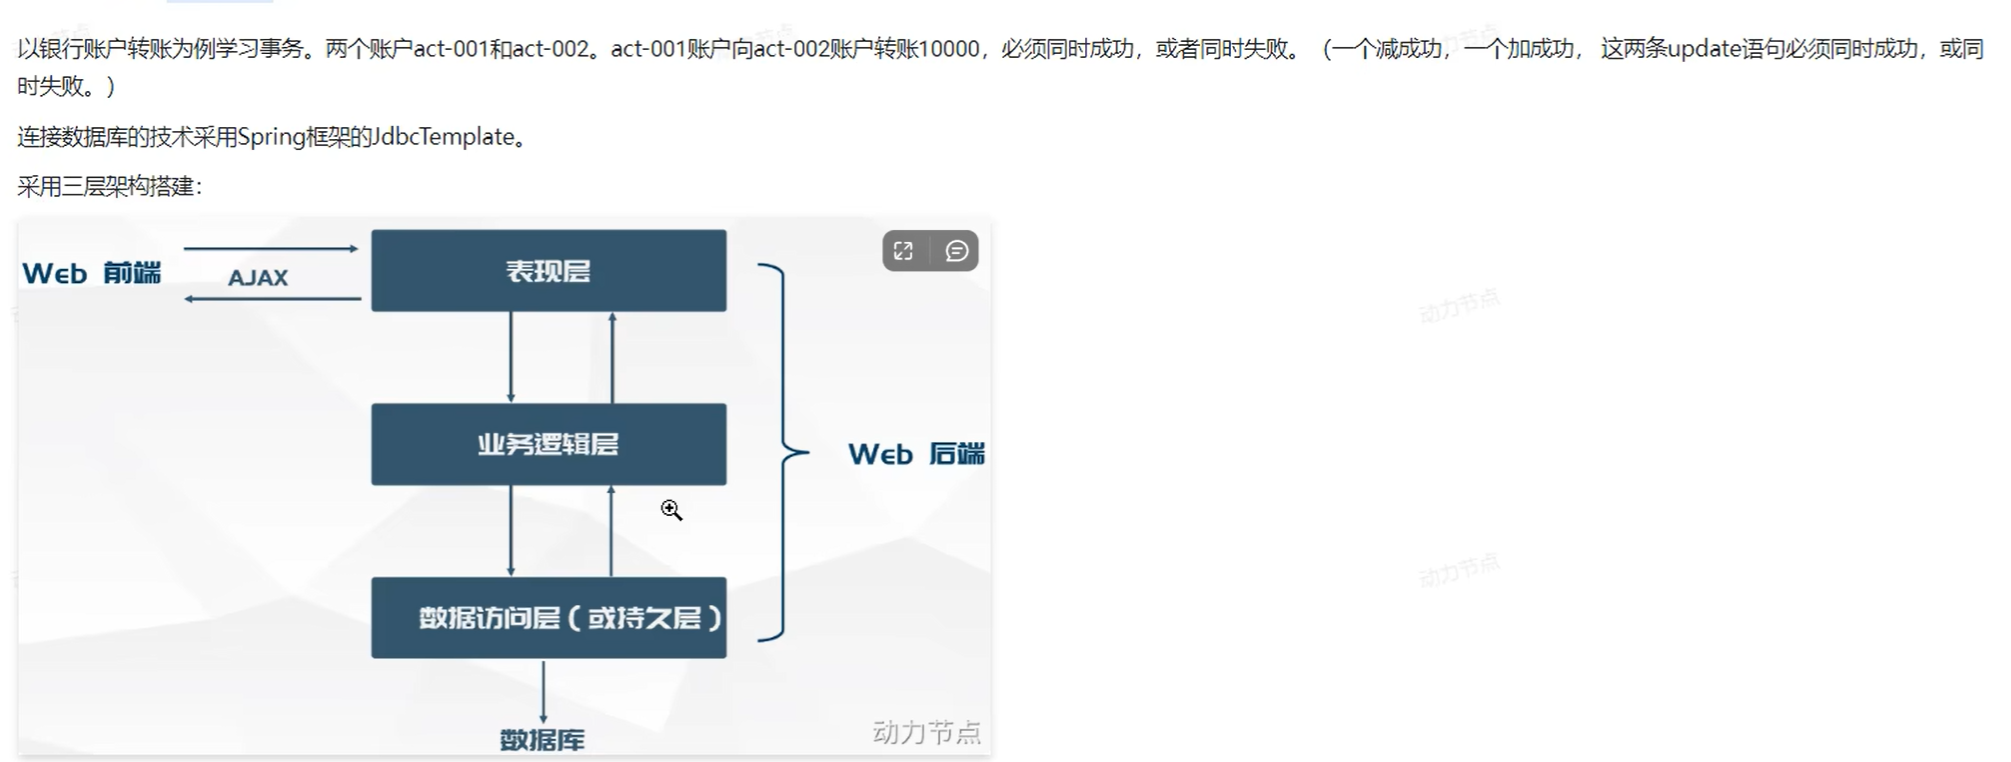 以银行账户转账为例学习事务。两个账户act-001和act-002。act-001账户向act-002账户转账10000，必须同时成功，或者同时失败。（一个减成功，一个加成功， 这两条update语句必须同时成功，或同
时失败。）
连接数据库的技术采用Spring框架的JdbcTemplate。
采用三层架构搭建：
Web 前端
AJAX
表现层
业务逻辑层
Web 后端
数据访问层（或持久层）
数据库
动力节点
动力节点
动力节点